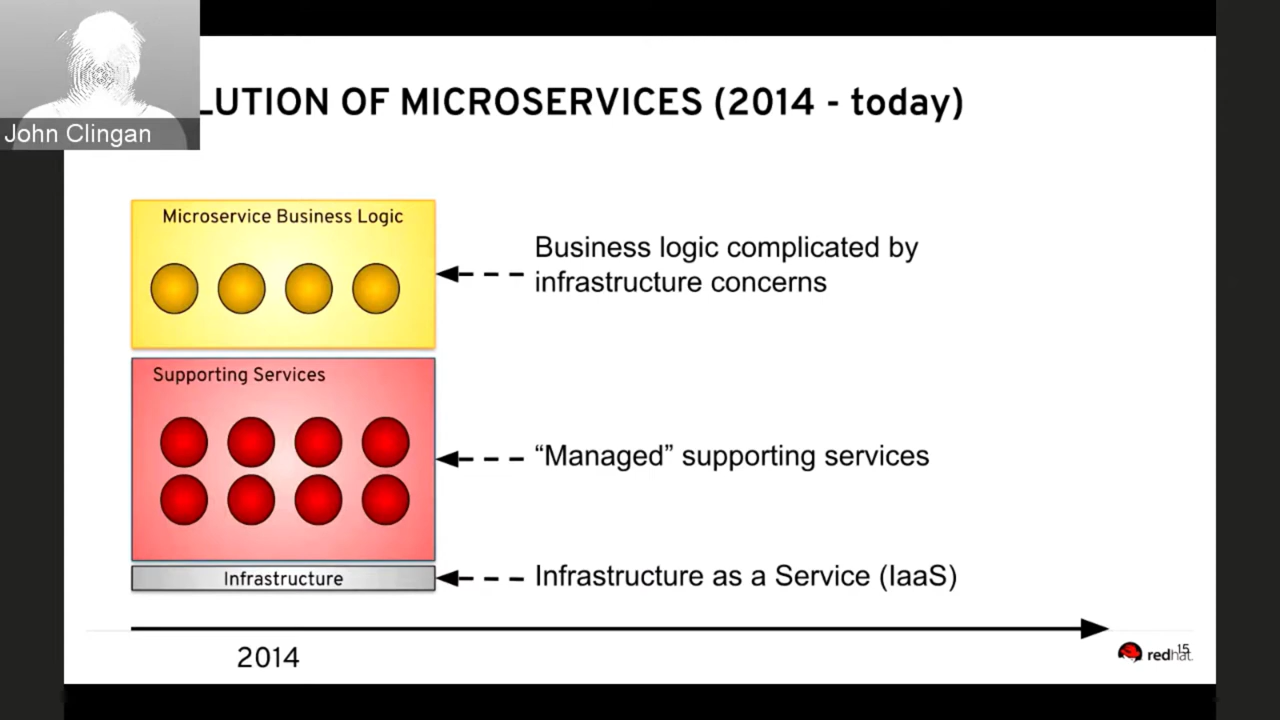 LUTION OF MICROSERVICES (2014 - today)
John Clingan
Microservice Business Logic
Business logic complicated by
infrastructure concerns
Supporting Services
“Managed” supporting services
Infrastructure
Infrastructure as a Service (IaaS)
2014
redhat.
15